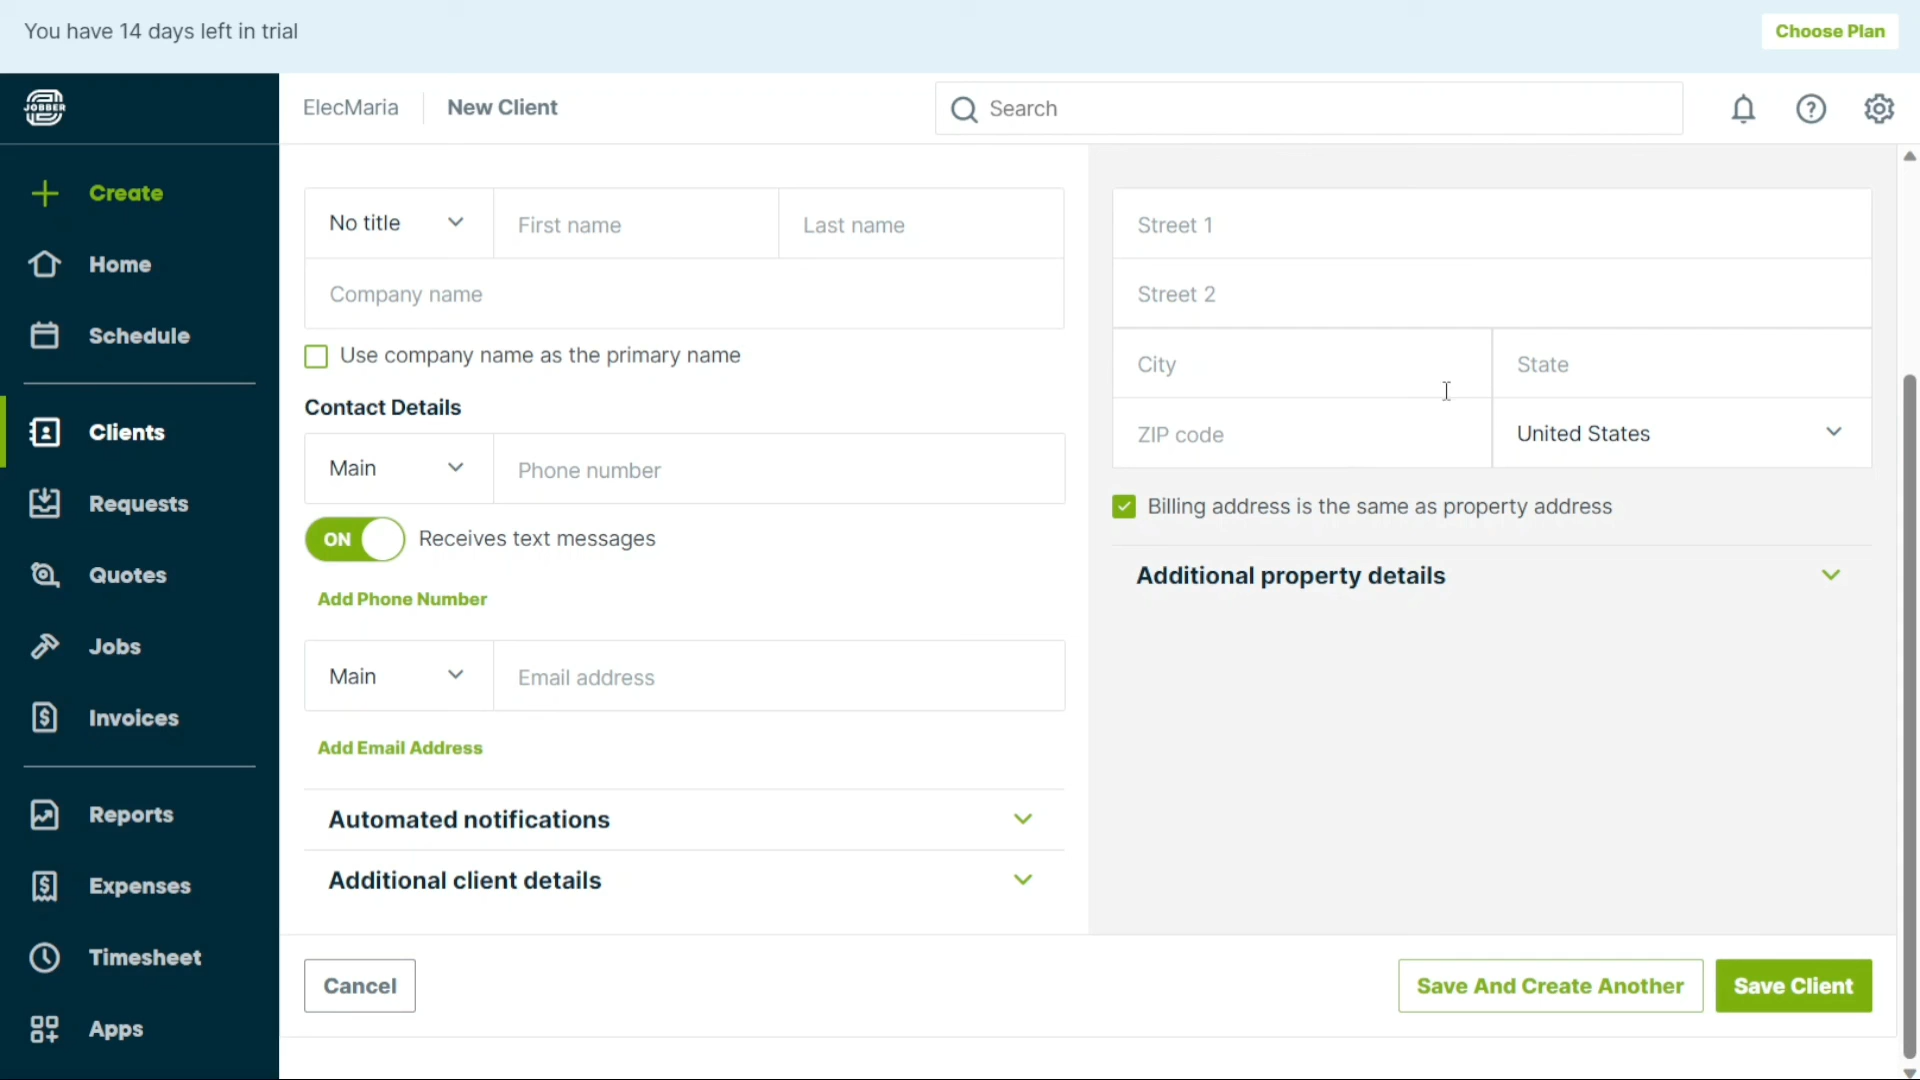 You have 14 days left in trial
Choose Plan
JOBBER
ElecMaria
New Client
Search
Create
Home
Schedule
Clients
Requests
Quotes
Jobs
Invoices
Reports
Expenses
Timesheet
Apps
No title
First name
Last name
Company name
Use company name as the primary name
Contact Details
Main
Phone number
ON
Receives text messages
Add Phone Number
Main
Email address
Add Email Address
Automated notifications
Additional client details
Street 1
Street 2
City
State
ZIP code
United States
Billing address is the same as property address
Additional property details
Cancel
Save And Create Another
Save Client